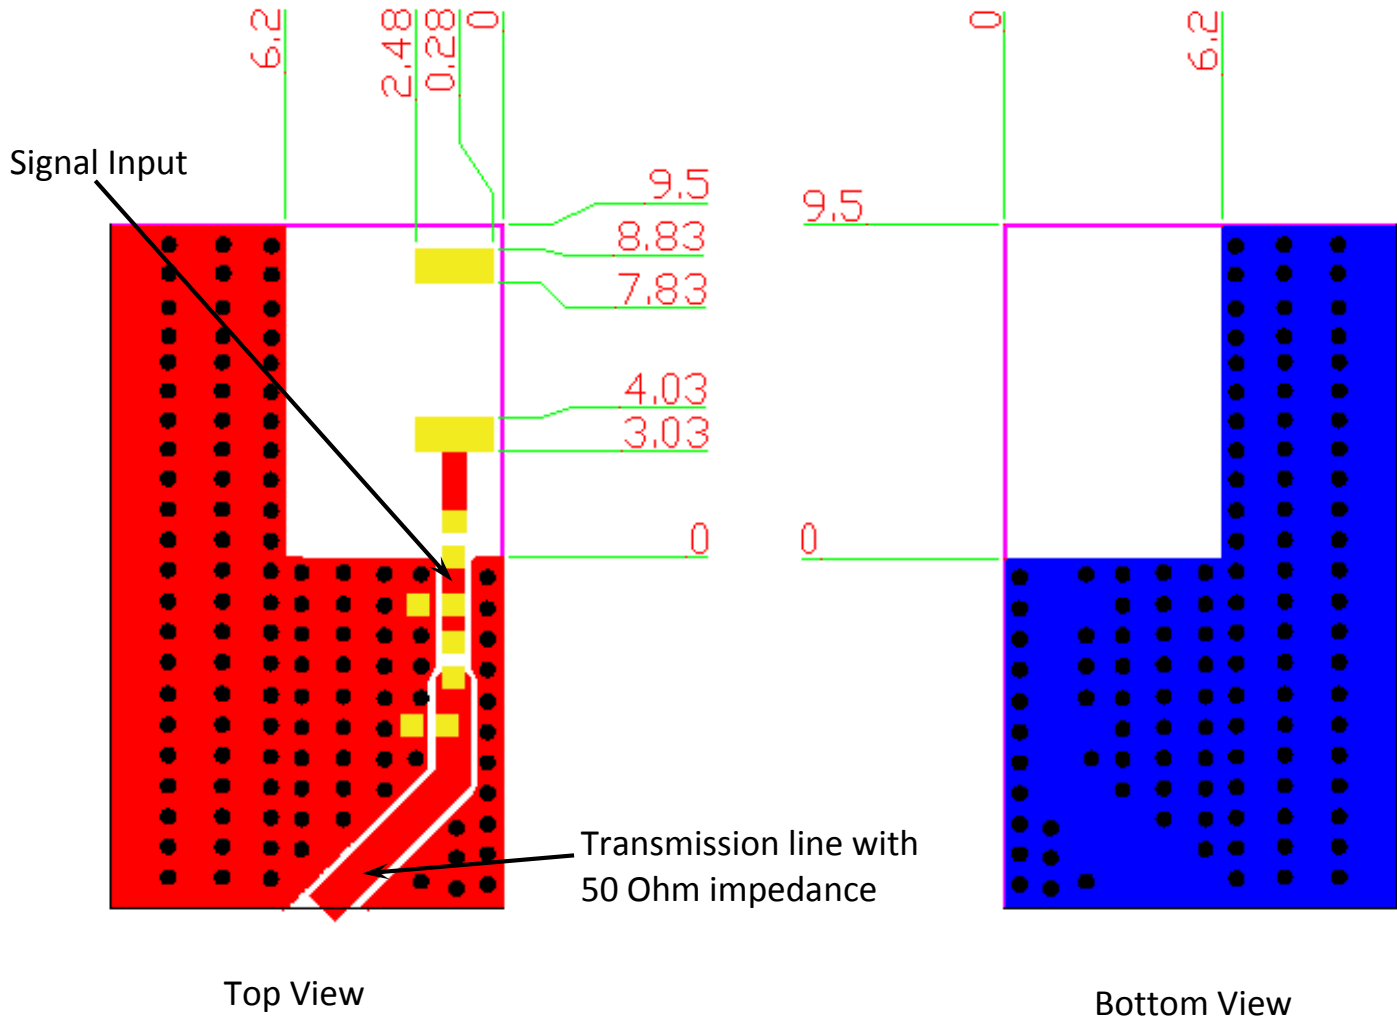 6.2
2.48
0.28
0
0
6.2
Signal Input
9.5
9.5
8.83
7.83
4.03
3.03
0
0
Transmission line with
50 Ohm impedance
Top View
Bottom View